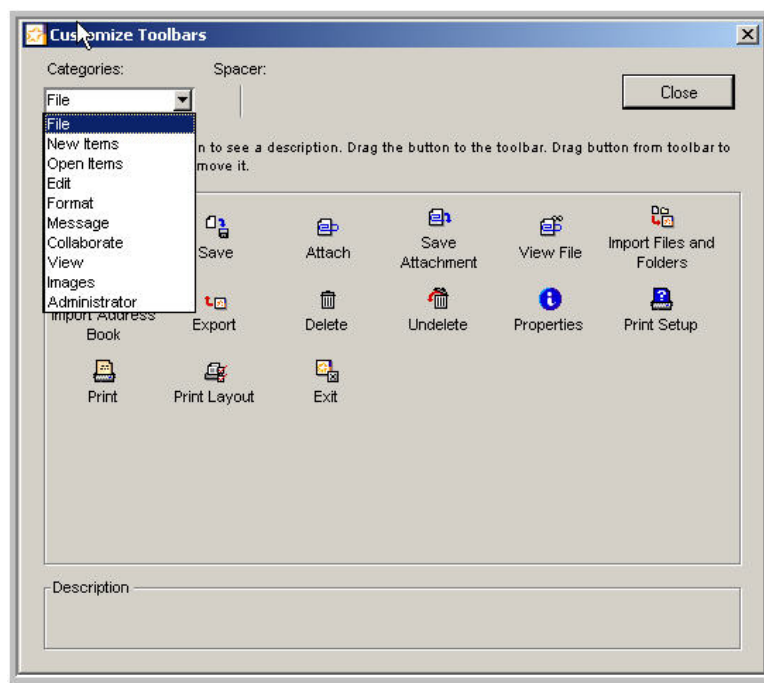 Customize Toolbars
Categories:
Spacer:
File
Close
File
New Items
Open Items
Edit
Format
Message
Collaborate
View
Images
Administrator
n to see a description. Drag the button to the toolbar. Drag button from toolbar to
move it.
Save
Attach
Save
Attachment
View File
Import Files and
Folders
Import Address
Book
Export
Delete
Undelete
Properties
Print Setup
Print
Print Layout
Exit
Description